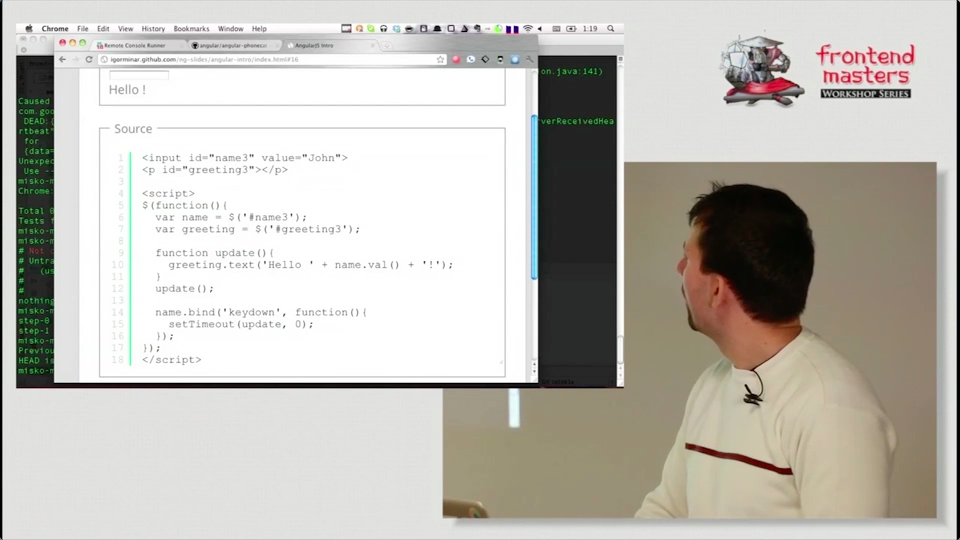 Chrome File Edit View History Bookmarks Window Help 1:19
Remote Console Runner
angular/angular-phonecat
AngularJS Intro
igorminar.github.com/ng-slides/angular-intro/index.html#16
Hello !
Source
1 <input id="name3" value="John">
2 <p id="greeting3"></p>
3
4 <script>
5 $(function(){
6 var name = $('#name3');
7 var greeting = $('#greeting3');
8
9 function update(){
10 greeting.text('Hello ' + name.val() + '!');
11 }
12 update();
13
14 name.bind('keydown', function(){
15 setTimeout(update, 0);
16 });
17 });
18 </script>
Caused
com.goo
DEAD:(
rtbeat"
for
(data=
Unexpec
Use --
misko-m
Chrome:
Total 0
Tests f
misko-m
misko-m
# Not c
# Untra
# (us
#
#
nothing
misko-m
step-0
step-1
misko-m
Previou
HEAD is
misko-m
on.java:141)
rverReceivedHea
frontend
masters
WORKSHOP SERIES